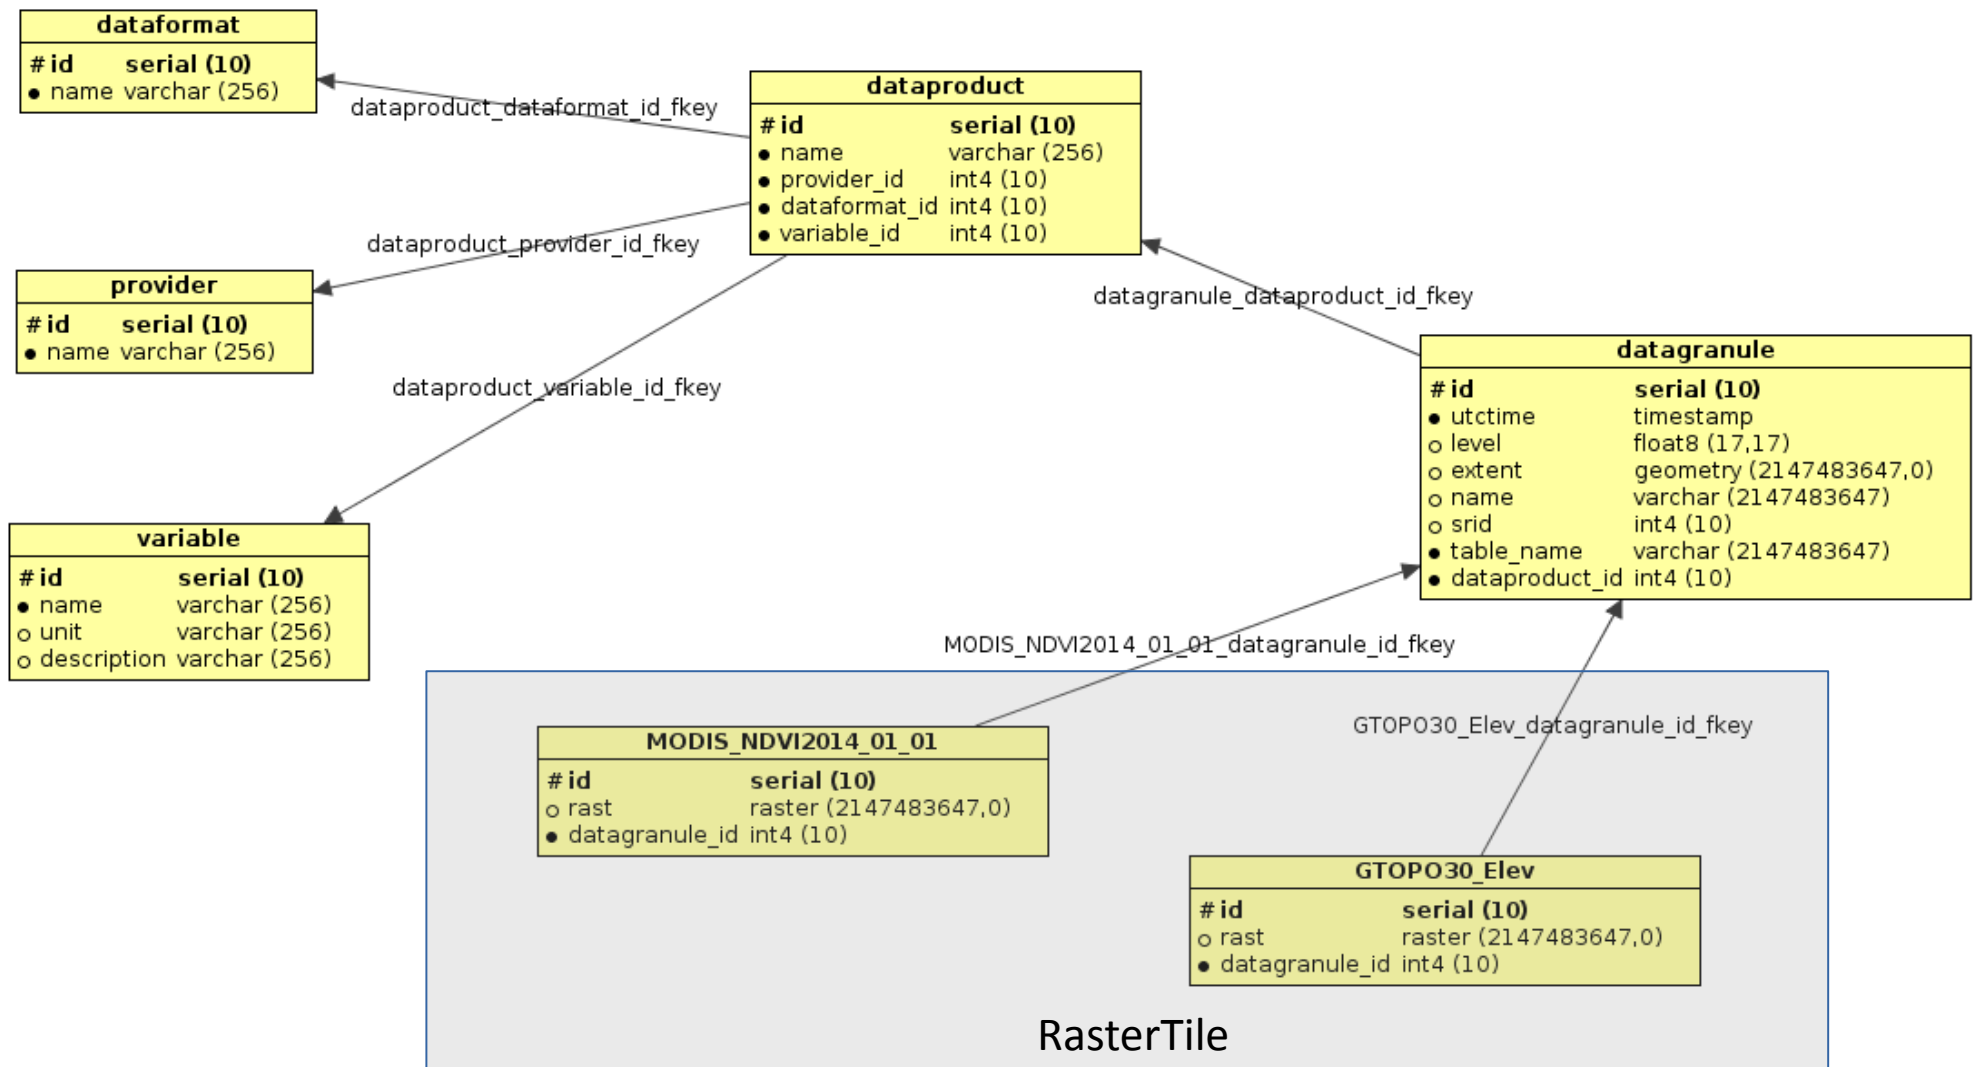 dataformat
# id serial (10)
● name varchar (256)
dataproduct_dataformat_id_fkey
dataproduct
# id serial (10)
● name varchar (256)
● provider_id int4 (10)
● dataformat_id int4 (10)
● variable_id int4 (10)
dataproduct_provider_id_fkey
provider
# id serial (10)
● name varchar (256)
datagranule_dataproduct_id_fkey
dataproduct_variable_id_fkey
datagranule
# id serial (10)
● utctime timestamp
○ level float8 (17,17)
○ extent geometry (2147483647,0)
○ name varchar (2147483647)
○ srid int4 (10)
● table_name varchar (2147483647)
● dataproduct_id int4 (10)
variable
# id serial (10)
● name varchar (256)
○ unit varchar (256)
○ description varchar (256)
MODIS_NDVI2014_01_01_datagranule_id_fkey
GTOPO30_Elev_datagranule_id_fkey
MODIS_NDVI2014_01_01
# id serial (10)
○ rast raster (2147483647,0)
● datagranule_id int4 (10)
GTOPO30_Elev
# id serial (10)
○ rast raster (2147483647,0)
● datagranule_id int4 (10)
RasterTile